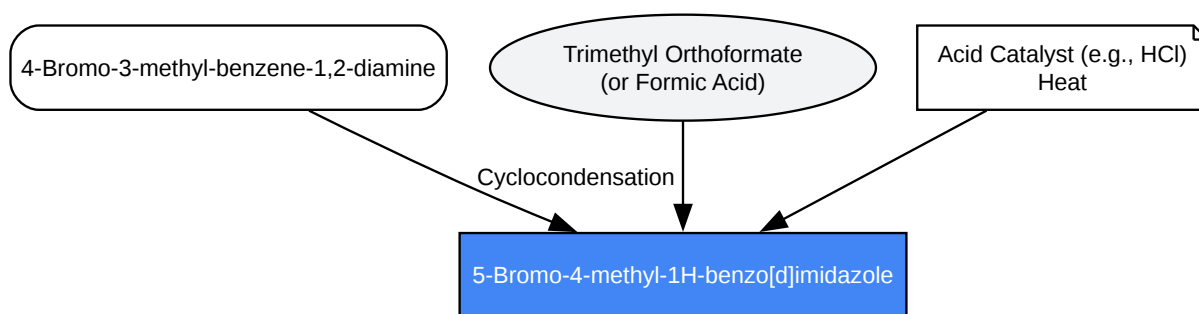 4-Bromo-3-methyl-benzene-1,2-diamine
Trimethyl Orthoformate
(or Formic Acid)
Acid Catalyst (e.g., HCl)
Heat
Cyclocondensation
5-Bromo-4-methyl-1H-benzo[d]imidazole